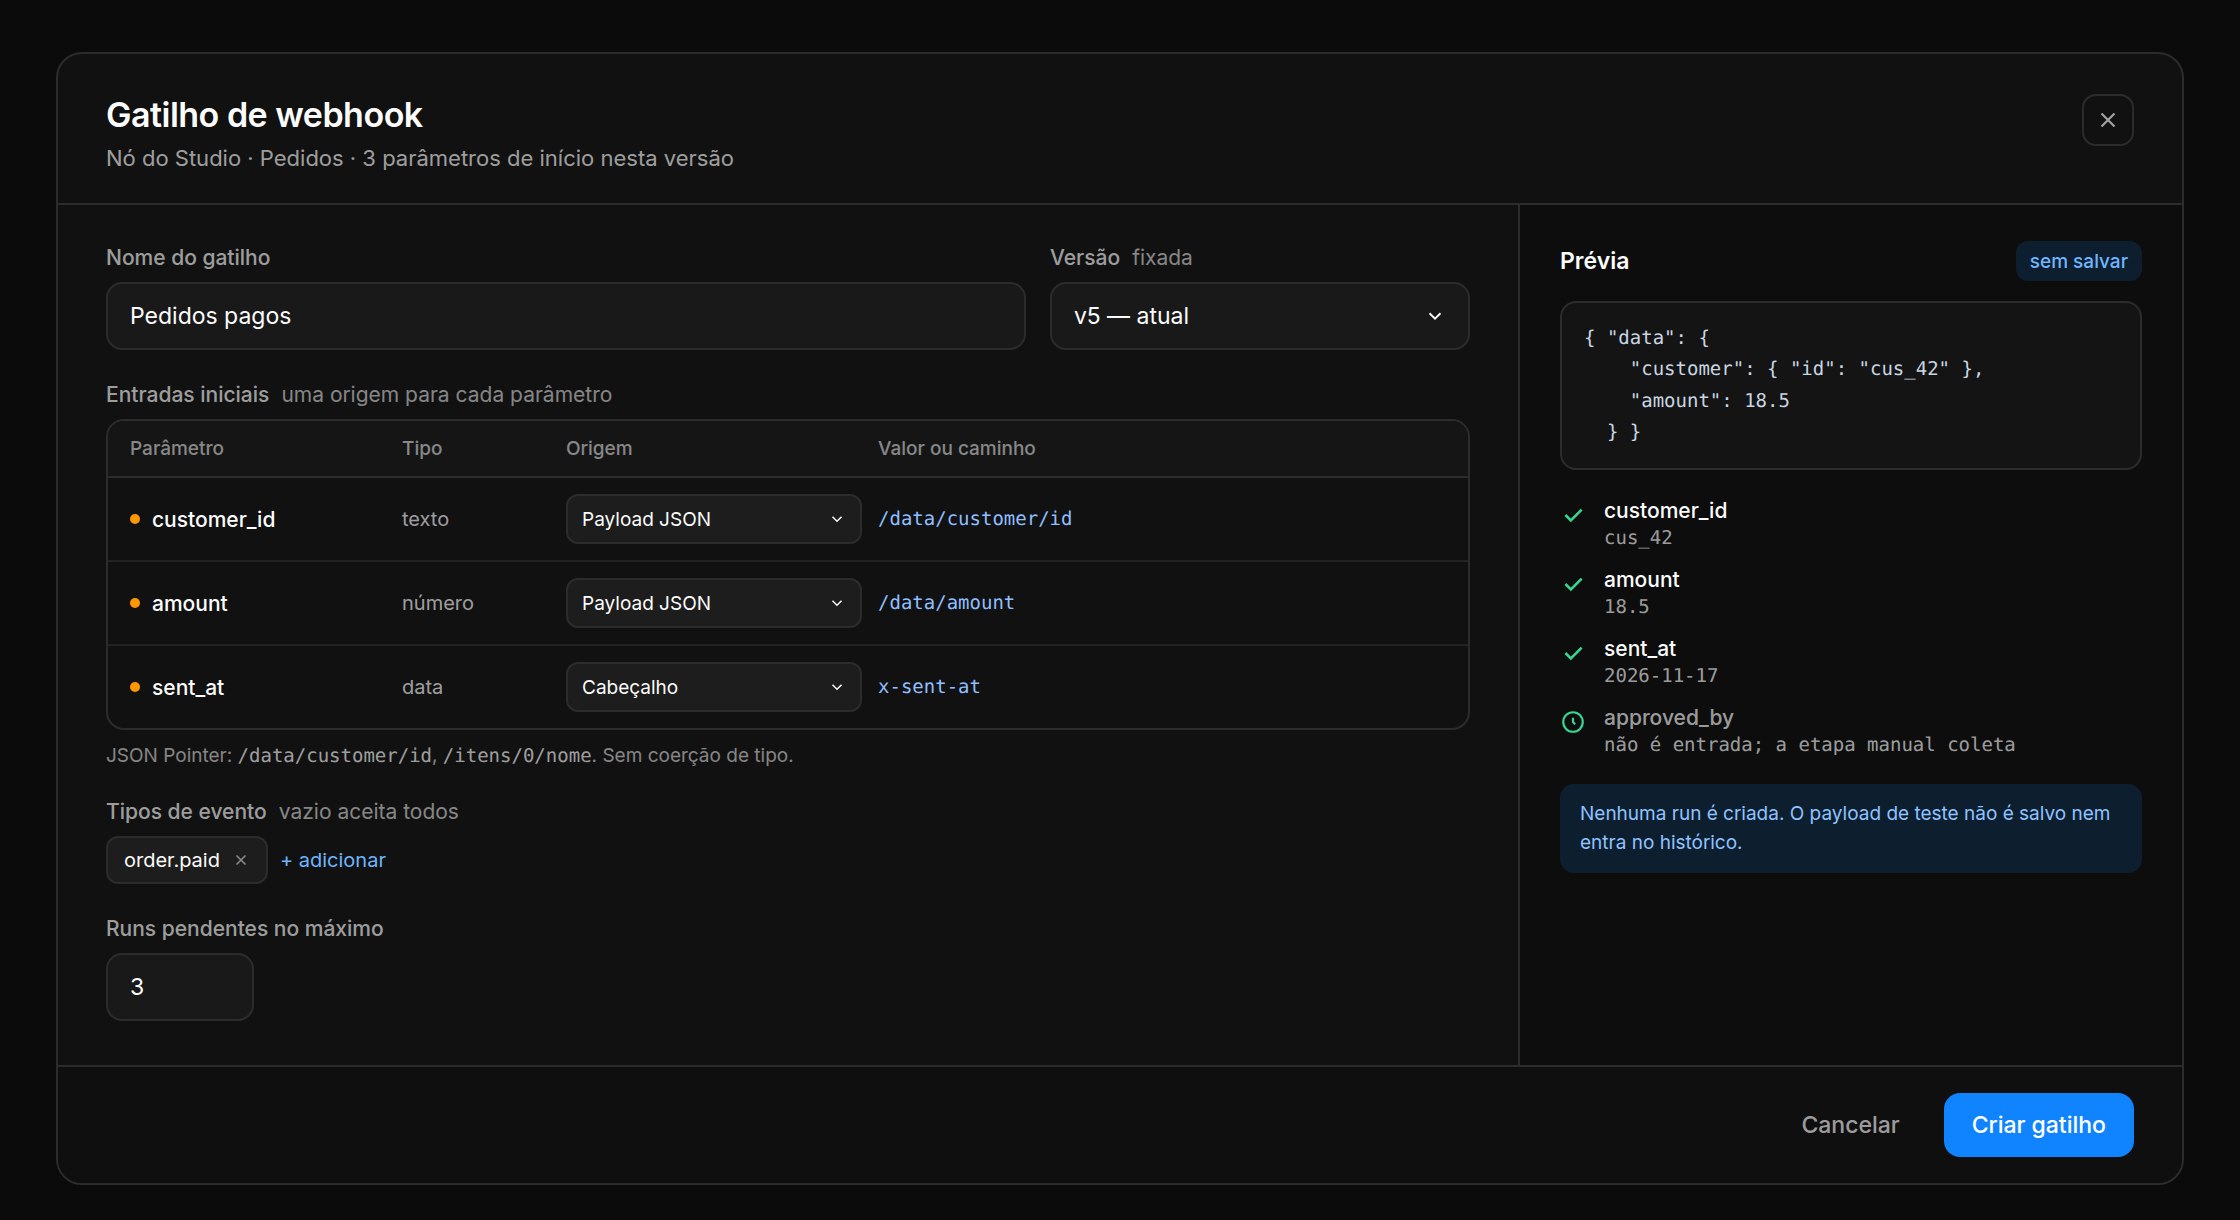 Gatilho de webhook
Nó do Studio · Pedidos · 3 parâmetros de início nesta versão
Nome do gatilho
Pedidos pagos
Versão fixada
v5 — atual
Entradas iniciais uma origem para cada parâmetro
Parâmetro Tipo Origem Valor ou caminho
customer_id texto Payload JSON /data/customer/id
amount número Payload JSON /data/amount
sent_at data Cabeçalho x-sent-at
JSON Pointer: /data/customer/id, /itens/0/nome. Sem coerção de tipo.
Tipos de evento vazio aceita todos
order.paid × + adicionar
Runs pendentes no máximo
3
Prévia sem salvar
{ "data": {
"customer": { "id": "cus_42" },
"amount": 18.5
} }
customer_id
cus_42
amount
18.5
sent_at
2026-11-17
approved_by
não é entrada; a etapa manual coleta
Nenhuma run é criada. O payload de teste não é salvo nem
entra no histórico.
Cancelar Criar gatilho